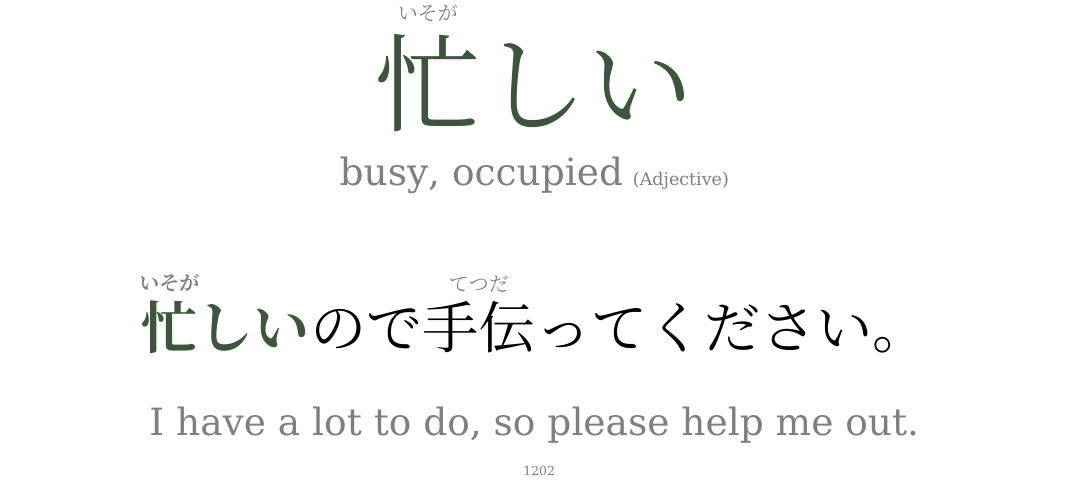 いそが
忙しい
busy, occupied (Adjective)
いそが てつだ
忙しいので手伝ってください。
I have a lot to do, so please help me out.
1202